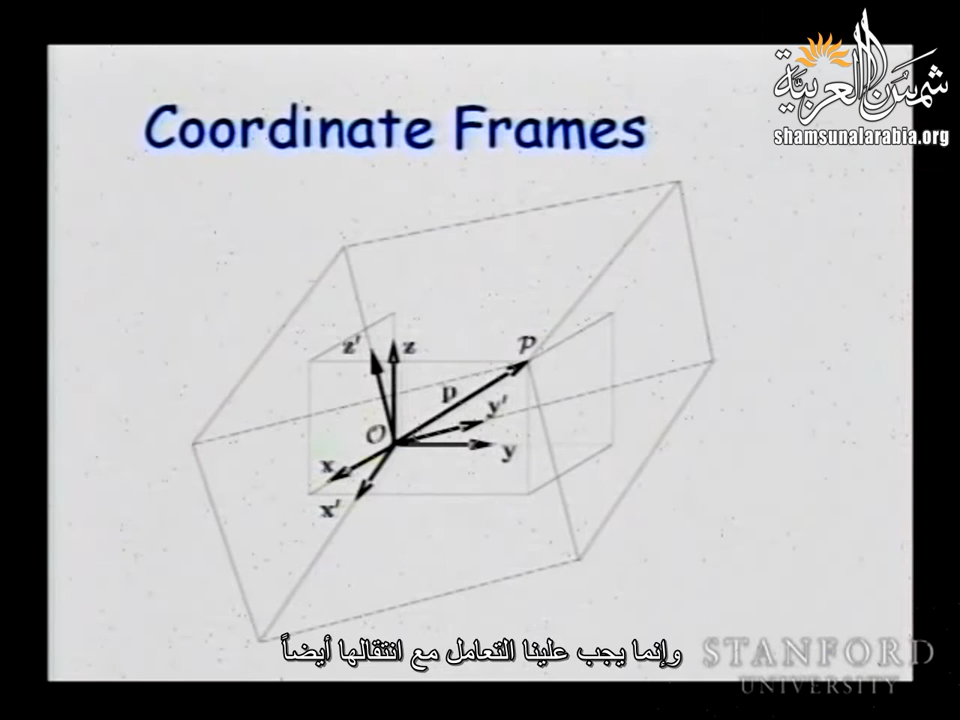 شمس العربية
shamsunalarabia.org
Coordinate Frames
z'
z
P
p
y'
O
y
x
x'
وإنما يجب علينا التعامل مع انتقالها أيضاً
STANFORD
UNIVERSITY